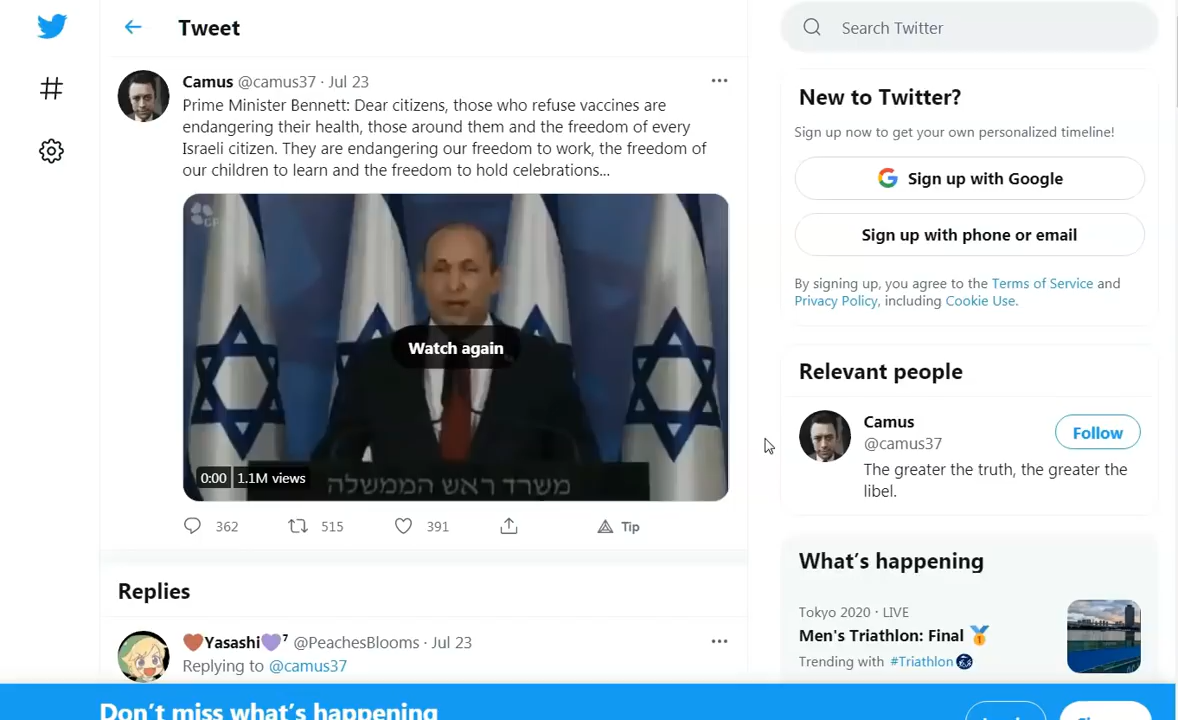 Tweet
Camus @camus37 · Jul 23
Prime Minister Bennett: Dear citizens, those who refuse vaccines are
endangering their health, those around them and the freedom of every
Israeli citizen. They are endangering our freedom to work, the freedom of
our children to learn and the freedom to hold celebrations...
Watch again
0:00 1.1M views
משרד ראש הממשלה
362 515 391 Tip
Replies
Yasashi 7 @PeachesBlooms · Jul 23
Replying to @camus37
Search Twitter
New to Twitter?
Sign up now to get your own personalized timeline!
Sign up with Google
Sign up with phone or email
By signing up, you agree to the Terms of Service and
Privacy Policy, including Cookie Use.
Relevant people
Camus
@camus37
Follow
The greater the truth, the greater the
libel.
What's happening
Tokyo 2020 · LIVE
Men's Triathlon: Final
Trending with #Triathlon
Don't miss what's happening